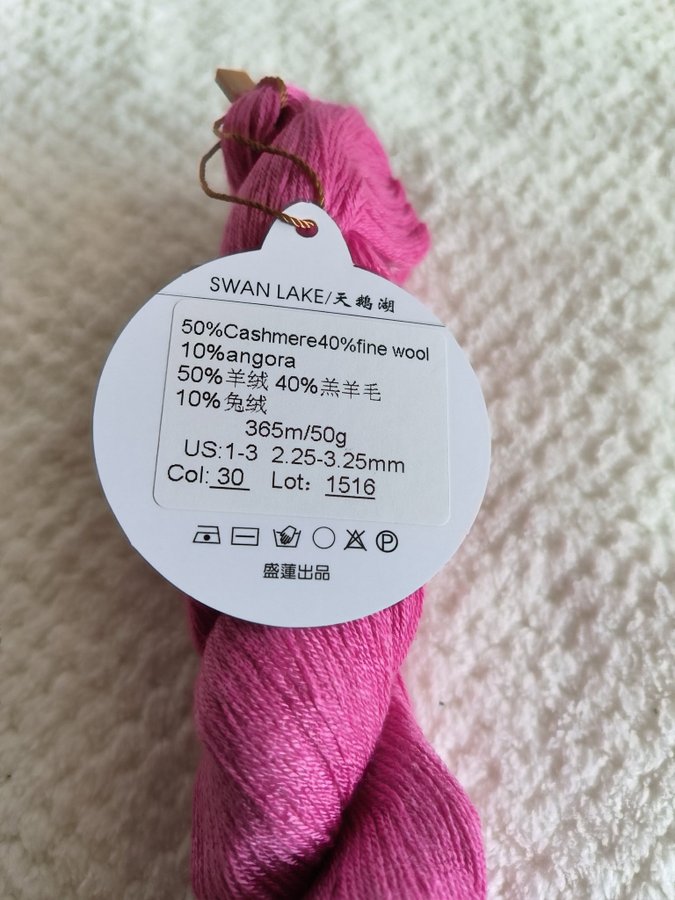 SWAN LAKE/天鹅湖
50%Cashmere40%fine wool
10%angora
50%羊绒 40%羔羊毛
10%兔绒
365m/50g
US:1-3 2.25-3.25mm
Col: 30 Lot: 1516
P
盛蓮出品